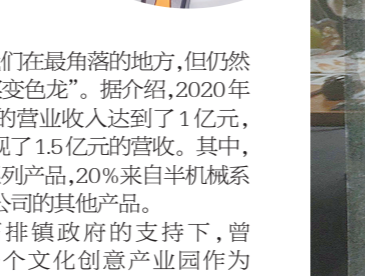 们在最角落的地方，但仍然
变色龙”。据介绍，2020年
的营业收入达到了1亿元，
现了1.5亿元的营收。其中，
列产品，20%来自半机械系
公司的其他产品。
排镇政府的支持下，曾
个文化创意产业园作为